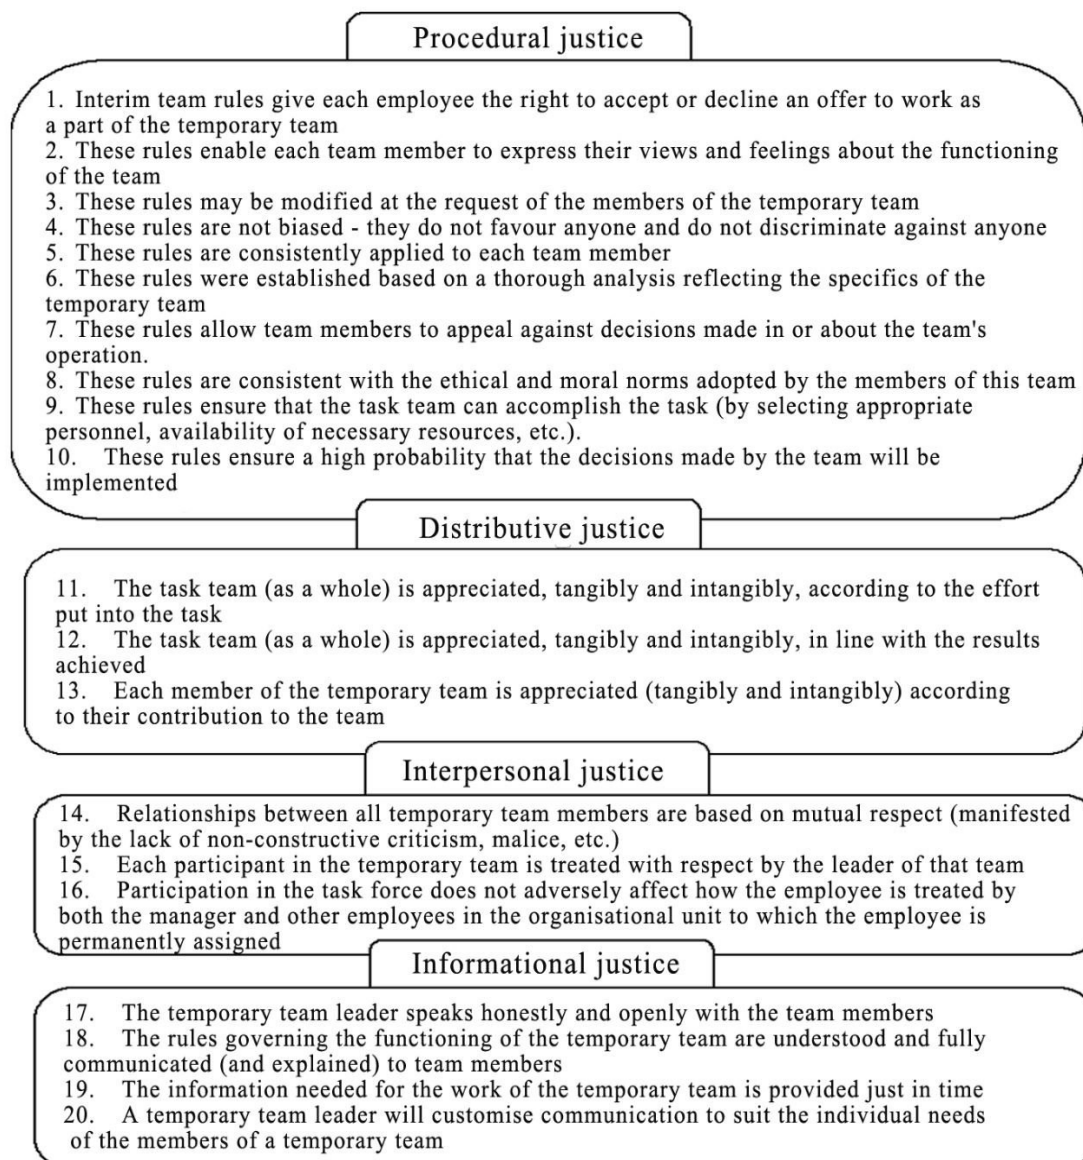 Procedural justice
1. Interim team rules give each employee the right to accept or decline an offer to work as
a part of the temporary team
2. These rules enable each team member to express their views and feelings about the functioning
of the team
3. These rules may be modified at the request of the members of the temporary team
4. These rules are not biased - they do not favour anyone and do not discriminate against anyone
5. These rules are consistently applied to each team member
6. These rules were established based on a thorough analysis reflecting the specifics of the
temporary team
7. These rules allow team members to appeal against decisions made in or about the team's
operation.
8. These rules are consistent with the ethical and moral norms adopted by the members of this team
9. These rules ensure that the task team can accomplish the task (by selecting appropriate
personnel, availability of necessary resources, etc.).
10. These rules ensure a high probability that the decisions made by the team will be
implemented
Distributive justice
11. The task team (as a whole) is appreciated, tangibly and intangibly, according to the effort
put into the task
12. The task team (as a whole) is appreciated, tangibly and intangibly, in line with the results
achieved
13. Each member of the temporary team is appreciated (tangibly and intangibly) according
to their contribution to the team
Interpersonal justice
14. Relationships between all temporary team members are based on mutual respect (manifested
by the lack of non-constructive criticism, malice, etc.)
15. Each participant in the temporary team is treated with respect by the leader of that team
16. Participation in the task force does not adversely affect how the employee is treated by
both the manager and other employees in the organisational unit to which the employee is
permanently assigned
Informational justice
17. The temporary team leader speaks honestly and openly with the team members
18. The rules governing the functioning of the temporary team are understood and fully
communicated (and explained) to team members
19. The information needed for the work of the temporary team is provided just in time
20. A temporary team leader will customise communication to suit the individual needs
of the members of a temporary team